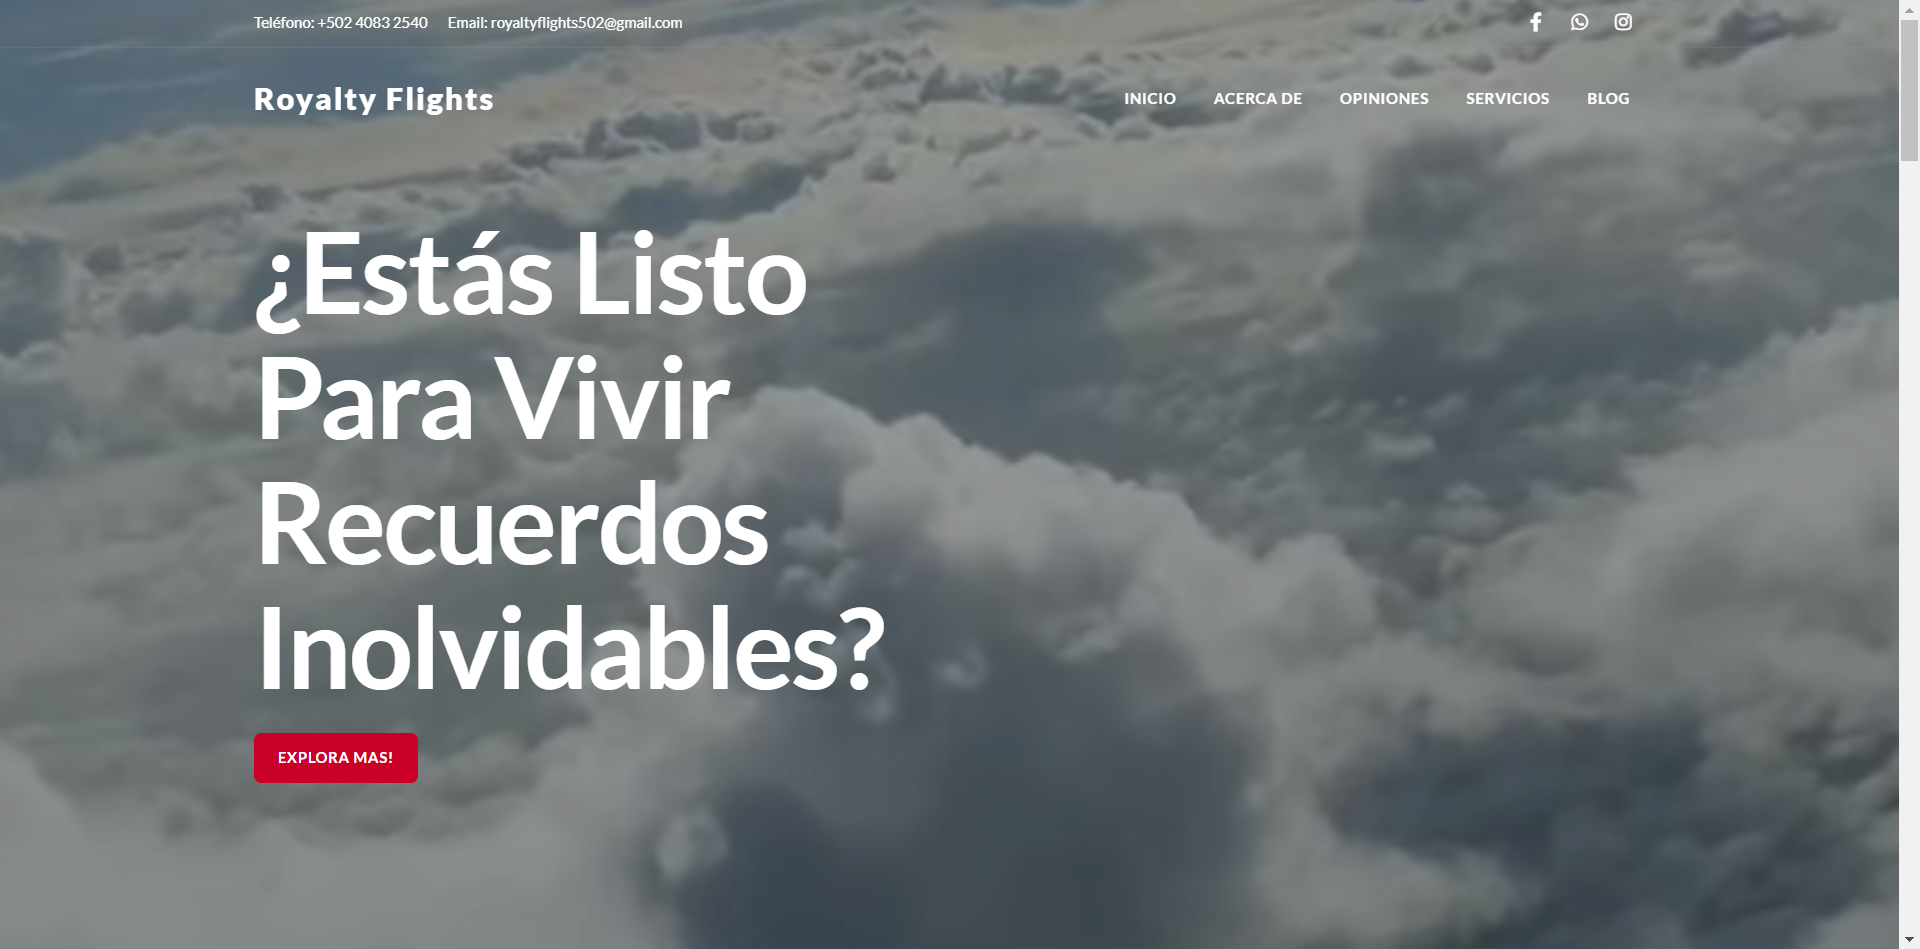 Teléfono: +502 4083 2540 Email: royaltyflights502@gmail.com
Royalty Flights
INICIO ACERCA DE OPINIONES SERVICIOS BLOG
¿Estás Listo
Para Vivir
Recuerdos
Inolvidables?
EXPLORA MAS!